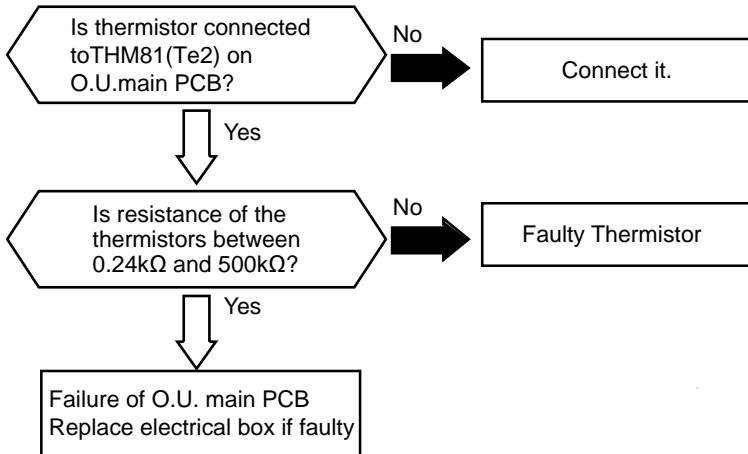 Is thermistor connected
toTHM81(Te2) on
O.U.main PCB?
No
Connect it.
Yes
Is resistance of the
thermistors between
0.24kΩ and 500kΩ?
No
Faulty Thermistor
Yes
Failure of O.U. main PCB
Replace electrical box if faulty